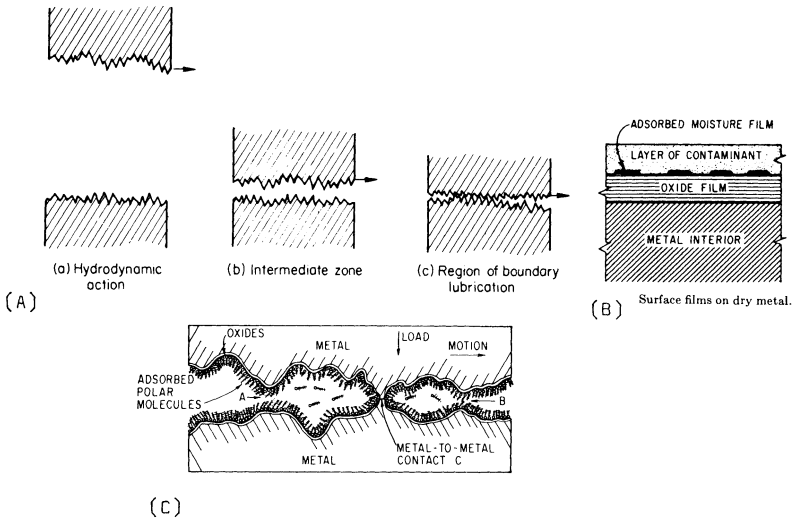 (a) Hydrodynamic
action
(b) Intermediate zone
(c) Region of boundary
lubrication
(A)
ADSORBED MOISTURE FILM
LAYER OF CONTAMINANT
OXIDE FILM
METAL INTERIOR
Surface films on dry metal.
(B)
OXIDES
METAL
LOAD
MOTION
ADSORBED
POLAR
MOLECULES
A
B
METAL-TO-METAL
CONTACT C
METAL
(C)